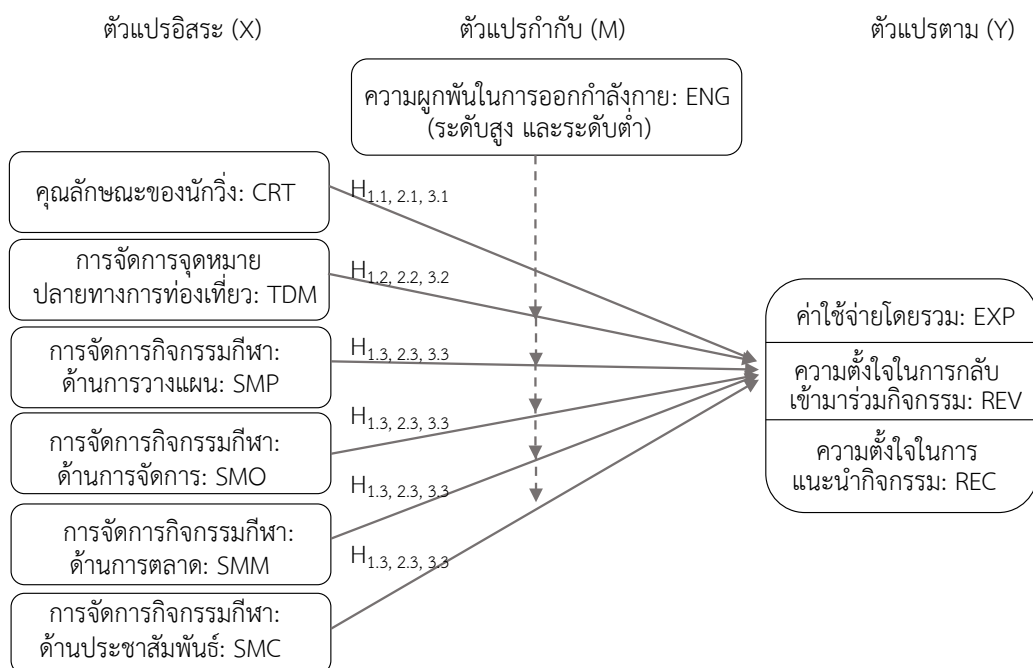 ตัวแปรอิสระ (X)
ตัวแปรกำกับ (M)
ตัวแปรตาม (Y)
ความผูกพันในการออกกำลังกาย: ENG
(ระดับสูง และระดับต่ำ)
คุณลักษณะของนักวิ่ง: CRT
H1.1, 2.1, 3.1
การจัดการจุดหมาย
ปลายทางการท่องเที่ยว: TDM
H1.2, 2.2, 3.2
การจัดการกิจกรรมกีฬา:
ด้านการวางแผน: SMP
H1.3, 2.3, 3.3
การจัดการกิจกรรมกีฬา:
ด้านการจัดการ: SMO
H1.3, 2.3, 3.3
การจัดการกิจกรรมกีฬา:
ด้านการตลาด: SMM
H1.3, 2.3, 3.3
การจัดการกิจกรรมกีฬา:
ด้านประชาสัมพันธ์: SMC
H1.3, 2.3, 3.3
ค่าใช้จ่ายโดยรวม: EXP
ความตั้งใจในการกลับ
เข้ามาร่วมกิจกรรม: REV
ความตั้งใจในการ
แนะนำกิจกรรม: REC